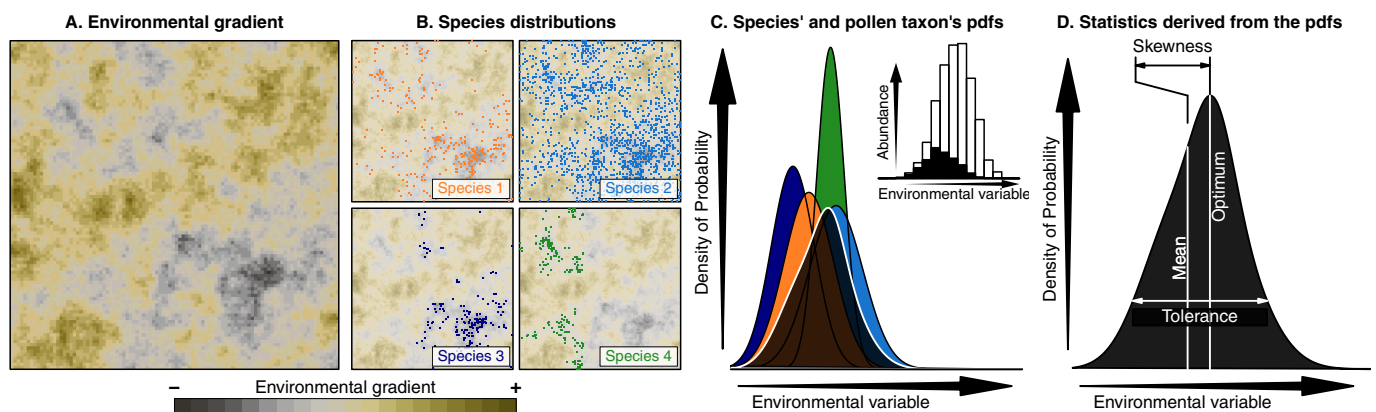 A. Environmental gradient
– Environmental gradient +
B. Species distributions
Species 1
Species 2
Species 3
Species 4
C. Species' and pollen taxon's pdfs
Density of Probability
Abundance
Environmental variable
Environmental variable
D. Statistics derived from the pdfs
Skewness
Density of Probability
Mean
Optimum
Tolerance
Environmental variable